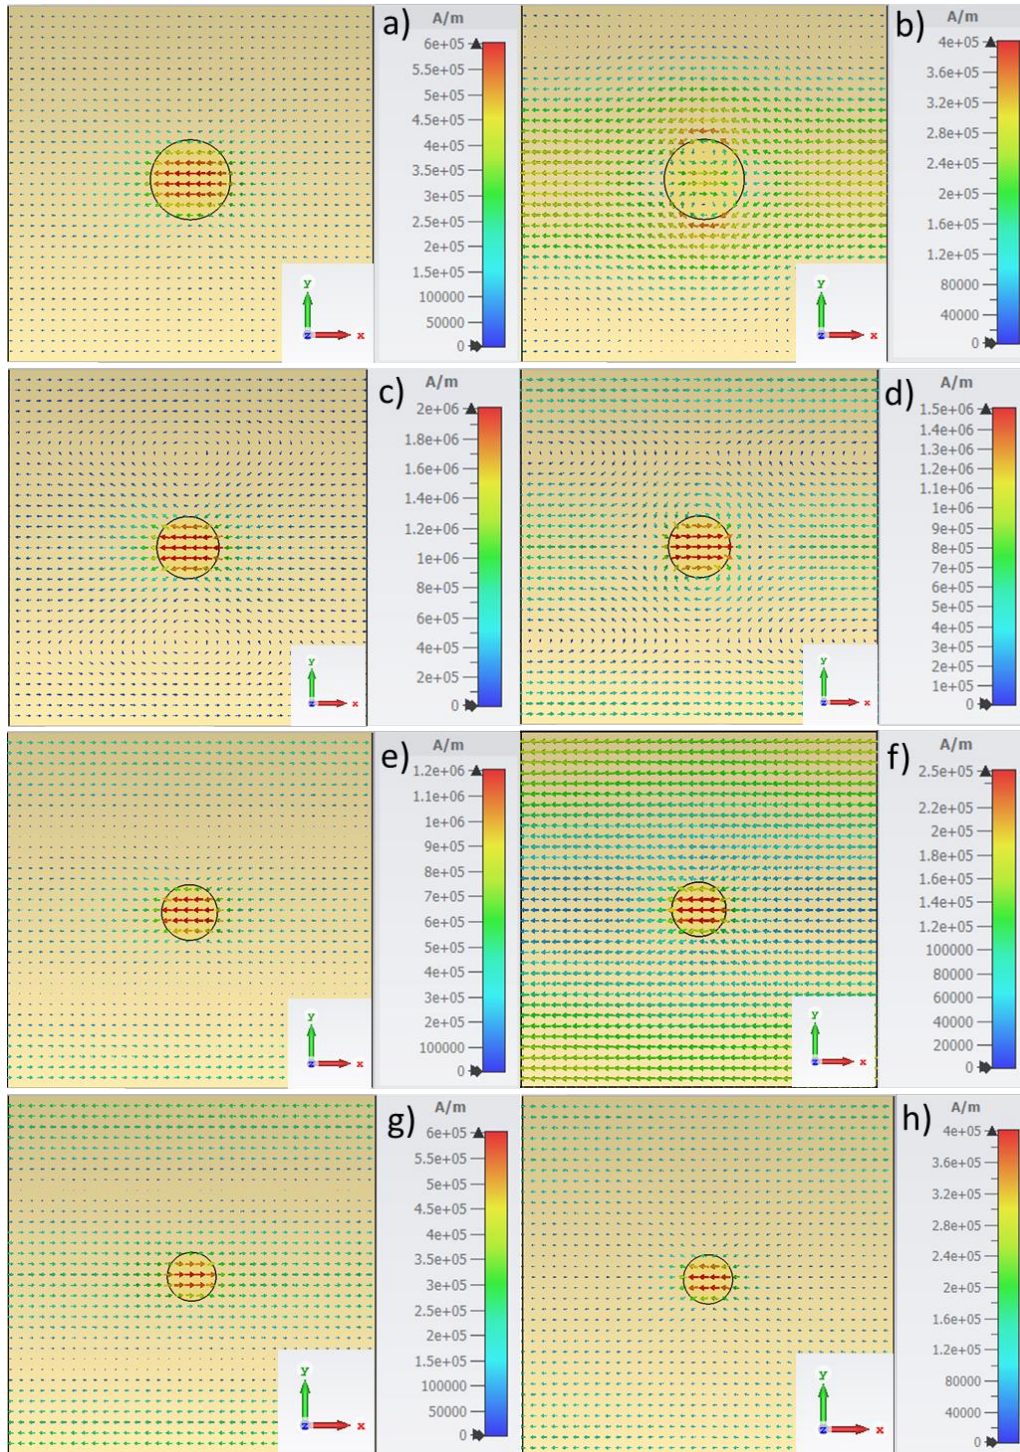 a)
A/m
6e+05
5.5e+05
5e+05
4.5e+05
4e+05
3.5e+05
3e+05
2.5e+05
2e+05
1.5e+05
100000
50000
0
y
z
x
b)
A/m
4e+05
3.6e+05
3.2e+05
2.8e+05
2.4e+05
2e+05
1.6e+05
1.2e+05
80000
40000
0
y
z
x
c)
A/m
2e+06
1.8e+06
1.6e+06
1.4e+06
1.2e+06
1e+06
8e+05
6e+05
4e+05
2e+05
0
y
z
x
d)
A/m
1.5e+06
1.4e+06
1.3e+06
1.1e+06
1e+06
9e+05
8e+05
7e+05
6e+05
5e+05
4e+05
3e+05
2e+05
1e+05
0
y
z
x
e)
A/m
1.2e+06
1.1e+06
1e+06
9e+05
8e+05
7e+05
6e+05
5e+05
4e+05
3e+05
2e+05
100000
0
y
z
x
f)
A/m
2.5e+05
2.2e+05
2e+05
1.8e+05
1.6e+05
1.4e+05
1.2e+05
100000
80000
60000
40000
20000
0
y
z
x
g)
A/m
6e+05
5.5e+05
5e+05
4.5e+05
4e+05
3.5e+05
3e+05
2.5e+05
2e+05
1.5e+05
100000
50000
0
y
z
x
h)
A/m
4e+05
3.6e+05
3.2e+05
2.8e+05
2.4e+05
2e+05
1.6e+05
1.2e+05
80000
40000
0
y
z
x